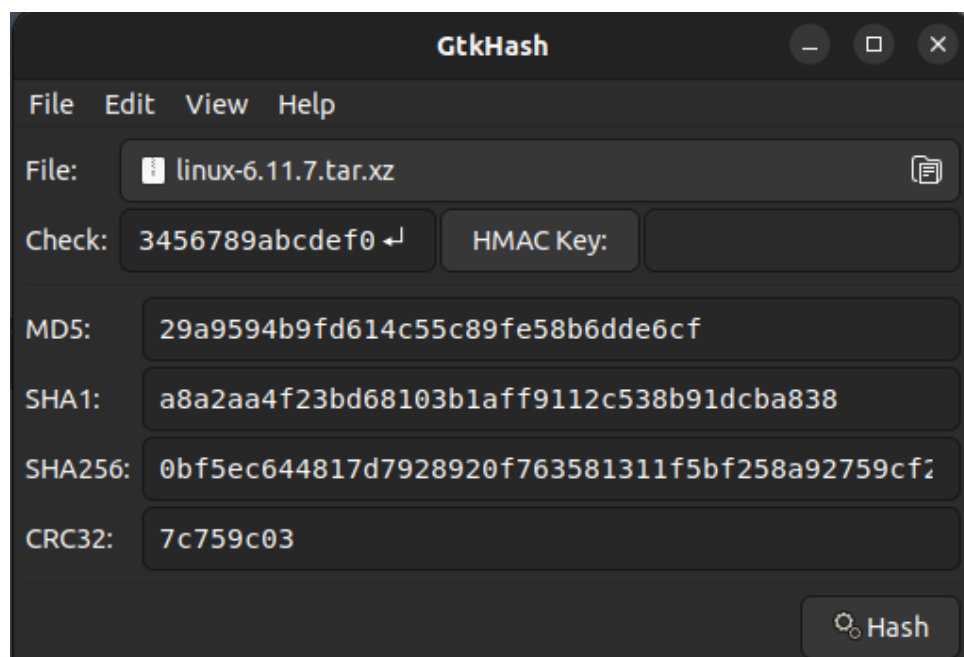 GtkHash
File Edit View Help
File: linux-6.11.7.tar.xz
Check: 3456789abcdef0 HMAC Key:
MD5: 29a9594b9fd614c55c89fe58b6dde6cf
SHA1: a8a2aa4f23bd68103b1aff9112c538b91dcba838
SHA256: 0bf5ec644817d7928920f763581311f5bf258a92759cf2
CRC32: 7c759c03
Hash